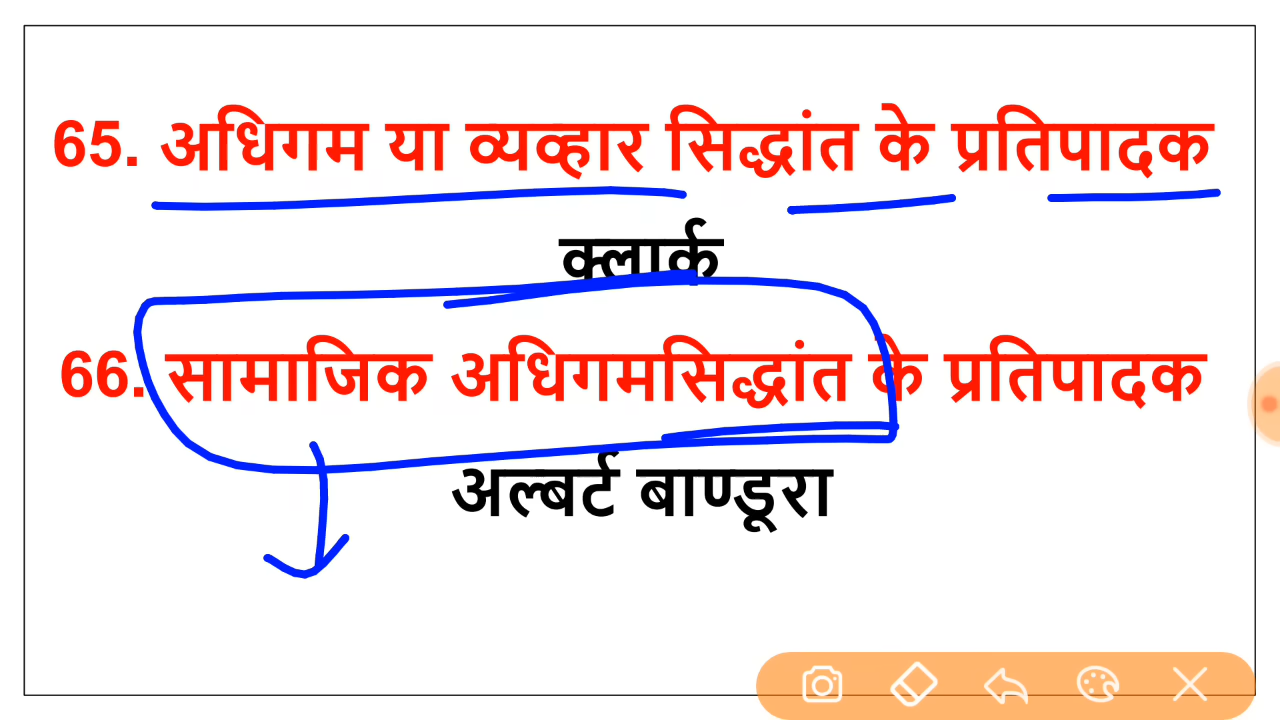 65. अधिगम या व्यव्हार सिद्धांत के प्रतिपादक
क्लार्क
66. सामाजिक अधिगमसिद्धांत के प्रतिपादक
अल्बर्ट बाण्डूरा